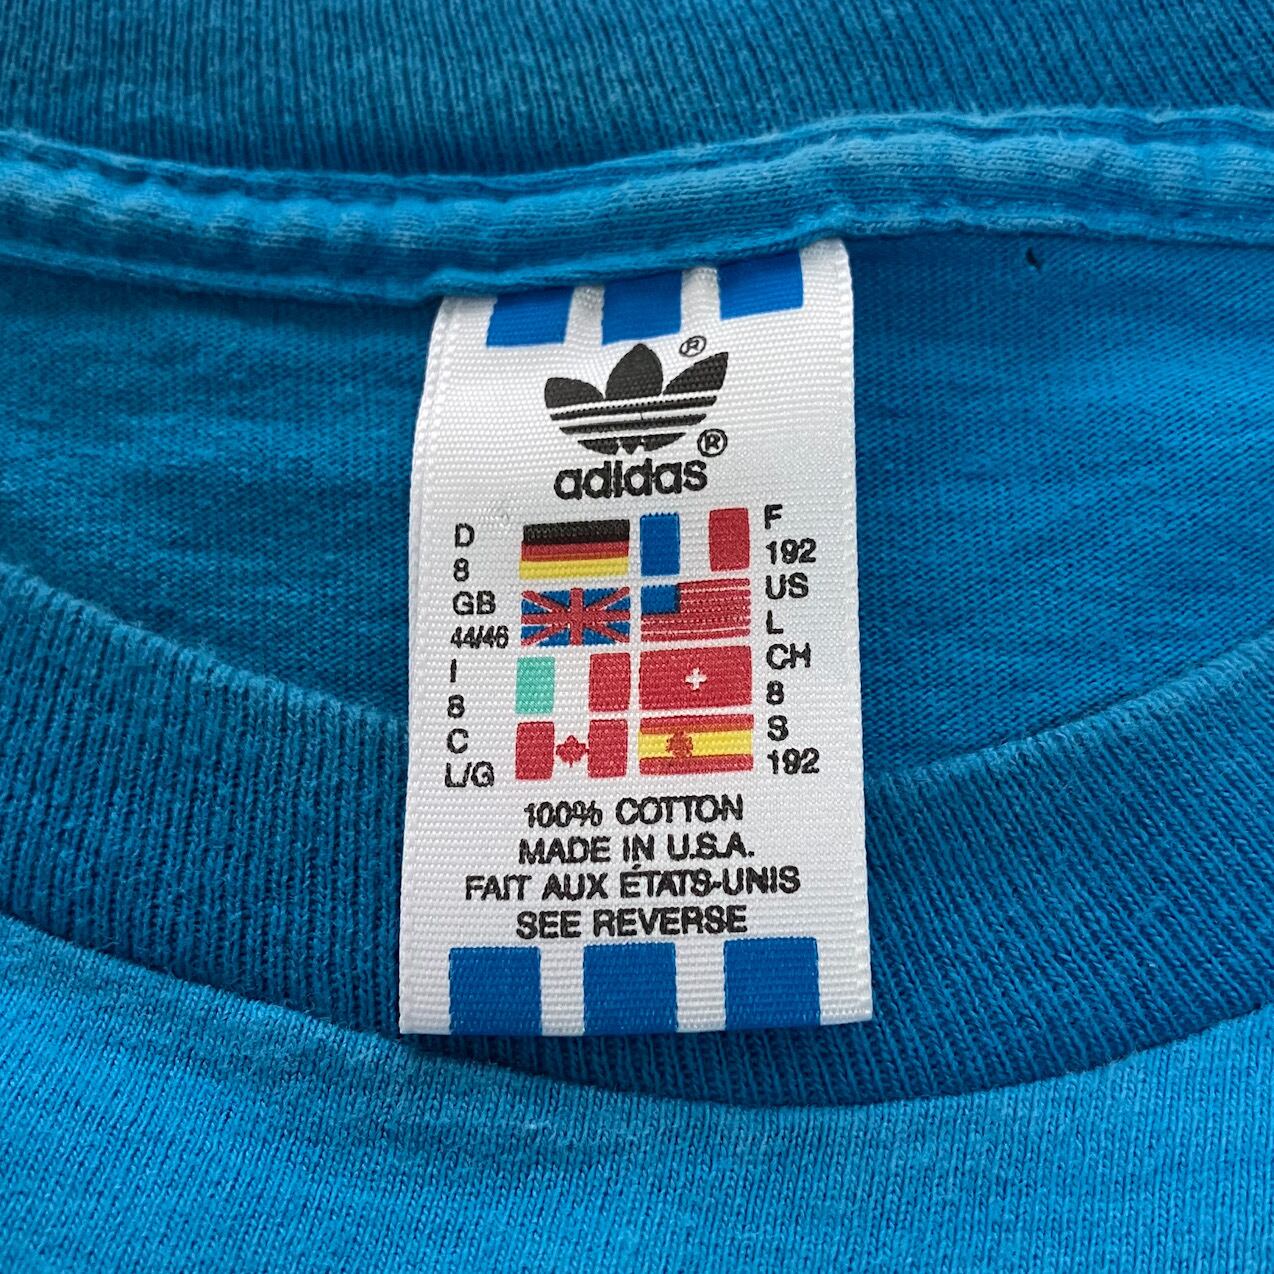 ®
®
adidas
D
8
GB
44/46
I
8
C
L/G
F
192
US
L
CH
8
S
192
100% COTTON
MADE IN U.S.A.
FAIT AUX ÉTATS-UNIS
SEE REVERSE